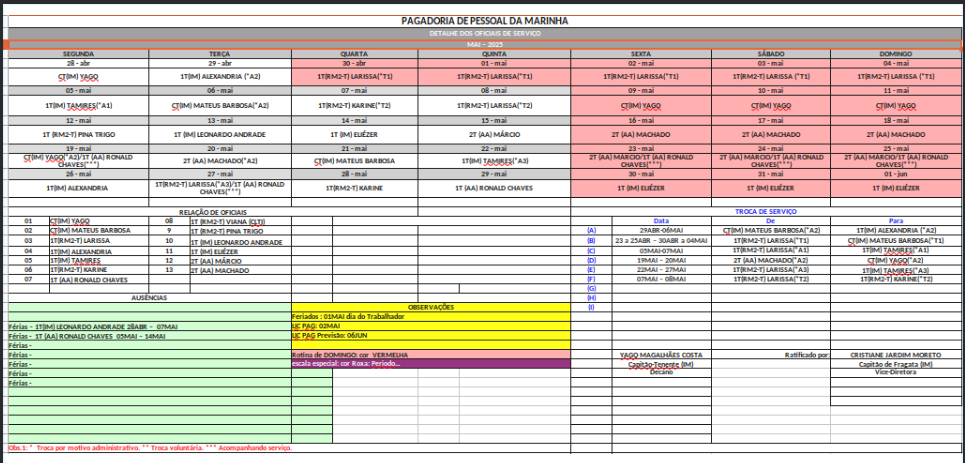 PAGADORIA DE PESSOAL DA MARINHA
DETALHE DOS OFICIAIS DE SERVIÇO
MAI – 2025
SEGUNDA TERÇA QUARTA QUINTA SEXTA SÁBADO DOMINGO
28 - abr 29 - abr 30 - abr 01 - mai 02 - mai 03 - mai 04 - mai
CT(IM) YAGO 1T(IM) ALEXANDRIA (*A2) 1T(RM2-T) LARISSA(*T1) 1T(RM2-T) LARISSA (*T1) 1T(RM2-T) LARISSA(*T1) 1T(RM2-T) LARISSA (*T1) 1T(RM2-T) LARISSA (*T1)
05 - mai 06 - mai 07 - mai 08 - mai 09 - mai 10 - mai 11 - mai
1T(IM) TAMIRES(*A1) CT(IM) MATEUS BARBOSA(*A2) 1T(RM2-T) KARINE(*T2) 1T(RM2-T) LARISSA(*T2) CT(IM) YAGO CT(IM) YAGO CT(IM) YAGO
12 - mai 13 - mai 14 - mai 15 - mai 16 - mai 17 - mai 18 - mai
1T (RM2-T) PINA TRIGO 1T (IM) LEONARDO ANDRADE 1T (IM) ELIÉZER 2T (AA) MÁRCIO 2T (AA) MACHADO 2T (AA) MACHADO 2T (AA) MACHADO
19 - mai 20 - mai 21 - mai 22 - mai 23 - mai 24 - mai 25 - mai
CT(IM) YAGO(*A2)/1T (AA) RONALD CHAVES(***) 2T (AA) MACHADO(*A2) CT(IM) MATEUS BARBOSA 1T(IM) TAMIRES(*A3) 2T (AA) MÁRCIO/1T (AA) RONALD CHAVES(***) 2T (AA) MÁRCIO/1T (AA) RONALD CHAVES(***) 2T (AA) MÁRCIO/1T (AA) RONALD CHAVES(***)
26 - mai 27 - mai 28 - mai 29 - mai 30 - mai 31 - mai 01 - jun
1T(IM) ALEXANDRIA 1T(RM2-T) LARISSA(*A3)/1T (AA) RONALD CHAVES(***) 1T(RM2-T) KARINE 1T (AA) RONALD CHAVES 1T (IM) ELIÉZER 1T (IM) ELIÉZER 1T (IM) ELIÉZER
RELAÇÃO DE OFICIAIS
01 CT(IM) YAGO 08 1T (RM2-T) VIANA (CLTI)
02 CT(IM) MATEUS BARBOSA 9 1T(RM2-T) PINA TRIGO
03 1T(RM2-T) LARISSA 10 1T (IM) LEONARDO ANDRADE
04 1T(IM) ALEXANDRIA 11 1T (IM) ELIÉZER
05 1T(IM) TAMIRES 12 2T (AA) MÁRCIO
06 1T(RM2-T) KARINE 13 2T (AA) MACHADO
07 1T (AA) RONALD CHAVES
TROCA DE SERVIÇO
Data De Para
(A) 29ABR-06MAI CT(IM) MATEUS BARBOSA(*A2) 1T(IM) ALEXANDRIA(*A2)
(B) 23 a 25ABR – 30ABR a 04MAI 1T(RM2-T) LARISSA(*T1) CT(IM) MATEUS BARBOSA(*T1)
(C) 05MAI-07MAI 1T(RM2-T) LARISSA(*A1) 1T(IM) TAMIRES(*A1)
(D) 19MAI – 20MAI 2T (AA) MACHADO(*A2) CT(IM) YAGO(*A2)
(E) 22MAI – 27MAI 1T(RM2-T) LARISSA(*A3) 1T(IM) TAMIRES(*A3)
(F) 07MAI – 08MAI 1T(RM2-T) LARISSA(*T2) 1T(RM2-T) KARINE(*T2)
(G)
(H)
(I)
AUSÊNCIAS
Férias – 1T(IM) LEONARDO ANDRADE 28ABR – 07MAI
Férias – 1T (AA) RONALD CHAVES 05MAI – 14MAI
Férias -
Férias -
Férias -
Férias -
Férias -
OBSERVAÇÕES
Feriados : 01MAI dia do Trabalhador
LIC PAG: 02MAI
LIC PAG Previsão: 06JUN
Rotina de DOMINGO: cor VERMELHA
escala especial: cor Roxa: Período...
YAGO MAGALHÃES COSTA
Capitão-Tenente (IM)
Decano
Ratificado por:
CRISTIANE JARDIM MORETO
Capitão de Fragata (IM)
Vice-Diretora
Obs.1: * Troca por motivo administrativo. ** Troca voluntária. *** Acompanhando serviço.